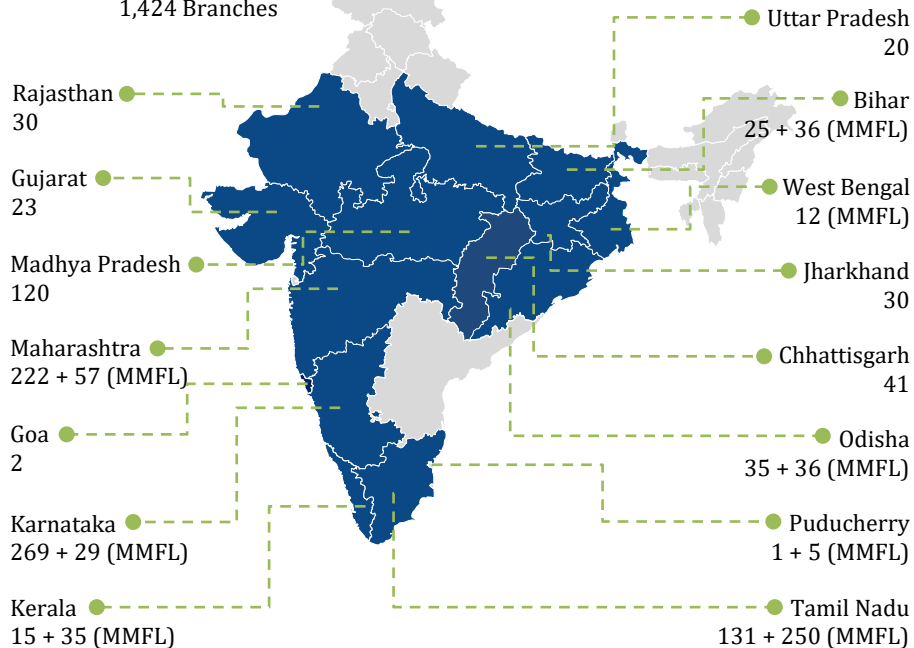 1,424 Branches
Rajasthan
30
Gujarat
23
Madhya Pradesh
120
Maharashtra
222 + 57 (MMFL)
Goa
2
Karnataka
269 + 29 (MMFL)
Kerala
15 + 35 (MMFL)
Uttar Pradesh
20
Bihar
25 + 36 (MMFL)
West Bengal
12 (MMFL)
Jharkhand
30
Chhattisgarh
41
Odisha
35 + 36 (MMFL)
Puducherry
1 + 5 (MMFL)
Tamil Nadu
131 + 250 (MMFL)